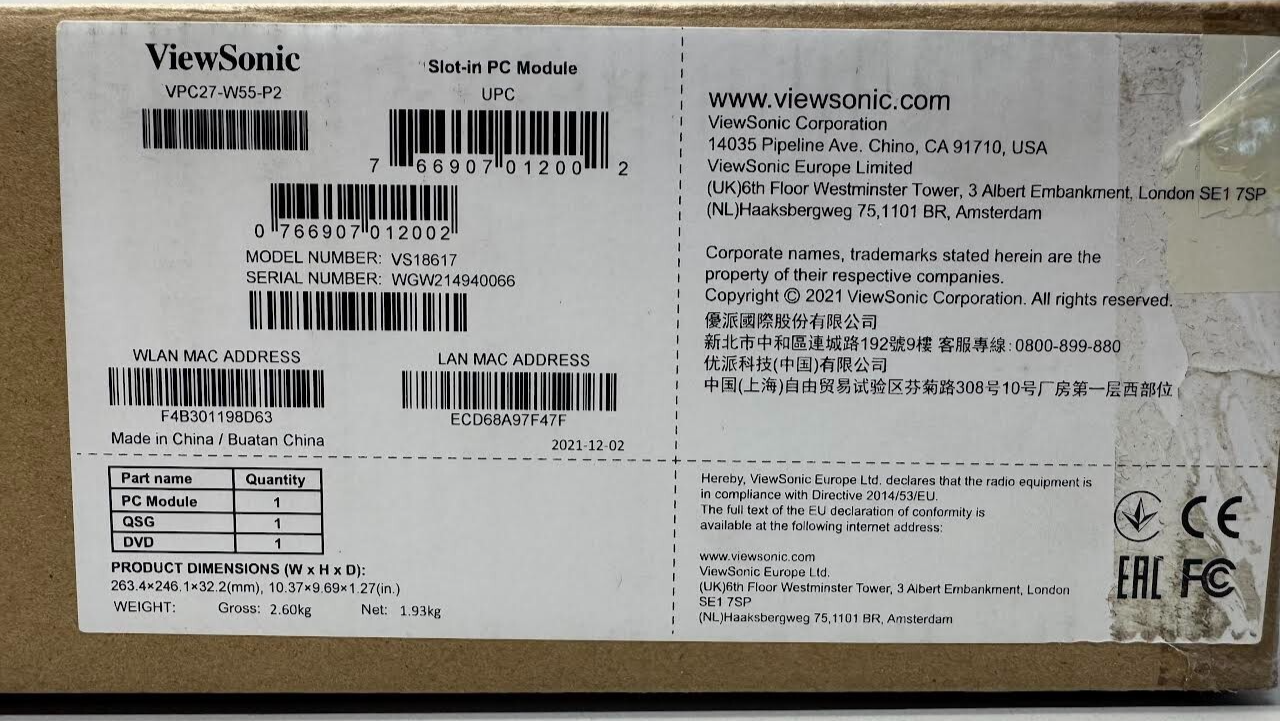 ViewSonic
VPC27-W55-P2
Slot-in PC Module
UPC
7 66907 01200 2
0 766907 012002
MODEL NUMBER: VS18617
SERIAL NUMBER: WGW214940066
WLAN MAC ADDRESS
F4B301198D63
LAN MAC ADDRESS
ECD68A97F47F
Made in China / Buatan China
2021-12-02
www.viewsonic.com
ViewSonic Corporation
14035 Pipeline Ave. Chino, CA 91710, USA
ViewSonic Europe Limited
(UK)6th Floor Westminster Tower, 3 Albert Embankment, London SE1 7SP
(NL)Haaksbergweg 75,1101 BR, Amsterdam
Corporate names, trademarks stated herein are the
property of their respective companies.
Copyright © 2021 ViewSonic Corporation. All rights reserved.
優派國際股份有限公司
新北市中和區連城路192號9樓 客服專線:0800-899-880
优派科技(中国)有限公司
中国(上海)自由贸易试验区芬菊路308号10号厂房第一层西部位
Part name Quantity
PC Module 1
QSG 1
DVD 1
PRODUCT DIMENSIONS (W x H x D):
263.4×246.1×32.2(mm), 10.37×9.69×1.27(in.)
WEIGHT: Gross: 2.60kg Net: 1.93kg
Hereby, ViewSonic Europe Ltd. declares that the radio equipment is
in compliance with Directive 2014/53/EU.
The full text of the EU declaration of conformity is
available at the following internet address:
www.viewsonic.com
ViewSonic Europe Ltd.
(UK)6th Floor Westminster Tower, 3 Albert Embankment, London
SE1 7SP
(NL)Haaksbergweg 75,1101 BR, Amsterdam
CE
EAC FC